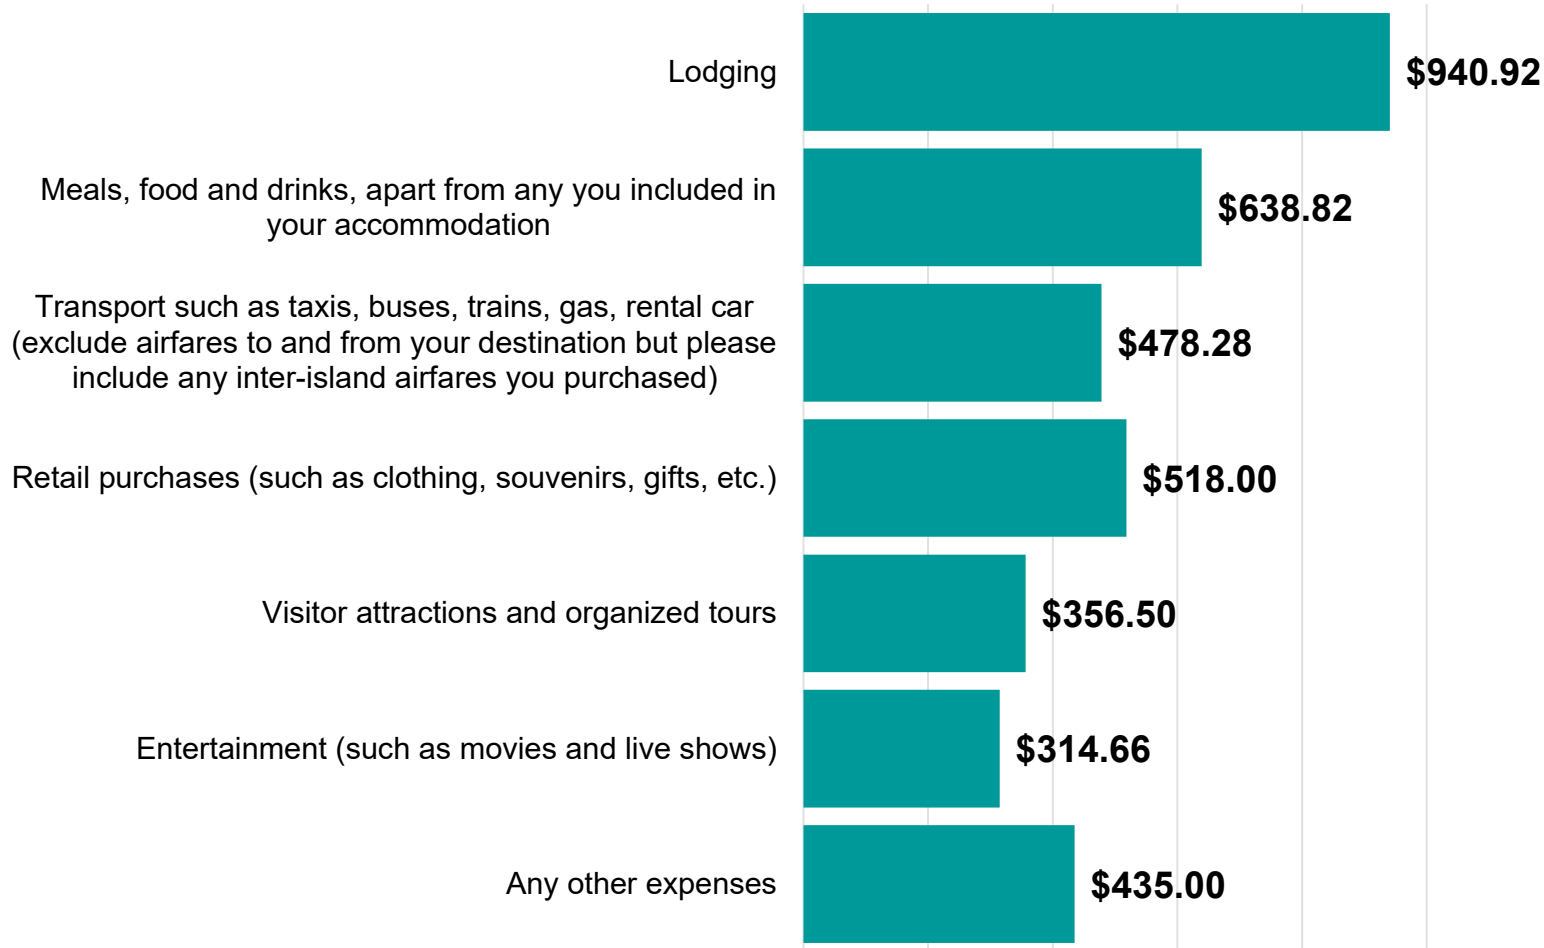 Lodging
$940.92
Meals, food and drinks, apart from any you included in
your accommodation
$638.82
Transport such as taxis, buses, trains, gas, rental car
(exclude airfares to and from your destination but please
include any inter-island airfares you purchased)
$478.28
Retail purchases (such as clothing, souvenirs, gifts, etc.)
$518.00
Visitor attractions and organized tours
$356.50
Entertainment (such as movies and live shows)
$314.66
Any other expenses
$435.00